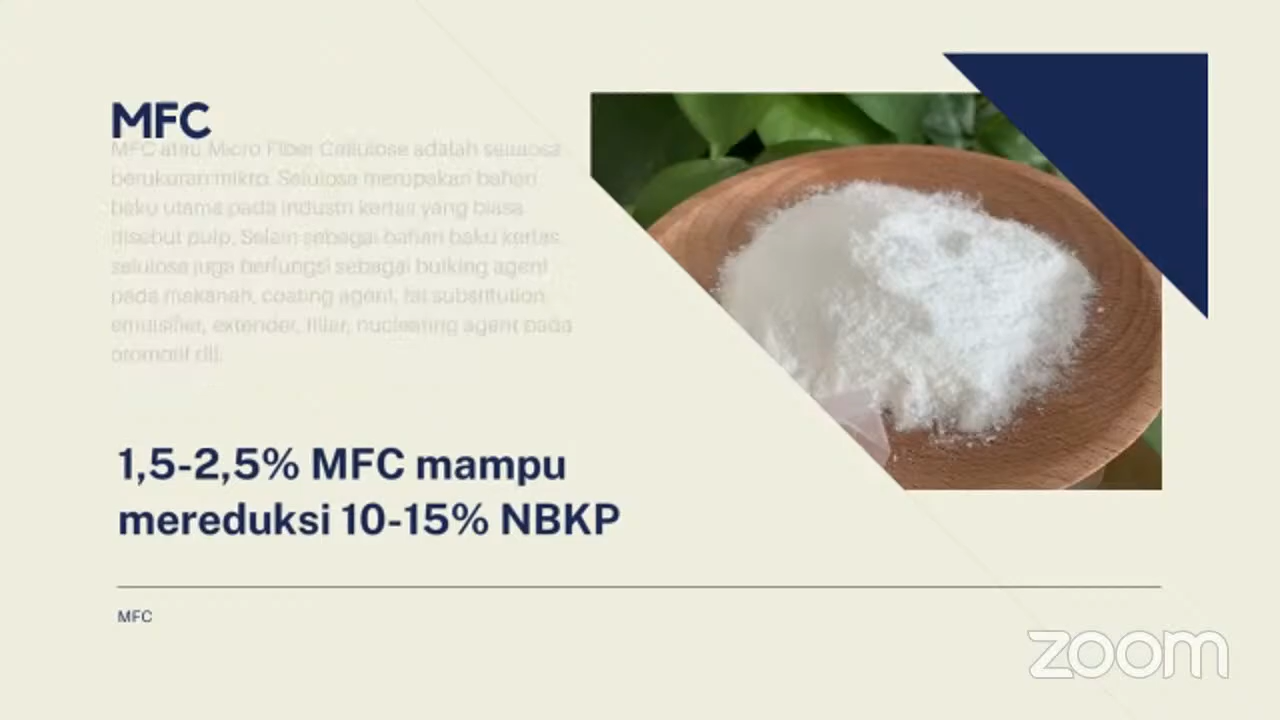 MFC
MFC atau Micro Fiber Cellulose adalah selulosa
berukuran mikro. Selulosa merupakan bahan
baku utama pada industri kertas yang biasa
disebut pulp. Selain sebagai bahan baku kertas,
selulosa juga berfungsi sebagai bulking agent
pada makanan, coating agent, fat substitution,
emulsifier, extender, filler, nucleating agent pada
dll.
1,5-2,5% MFC mampu
mereduksi 10-15% NBKP
MFC
zoom